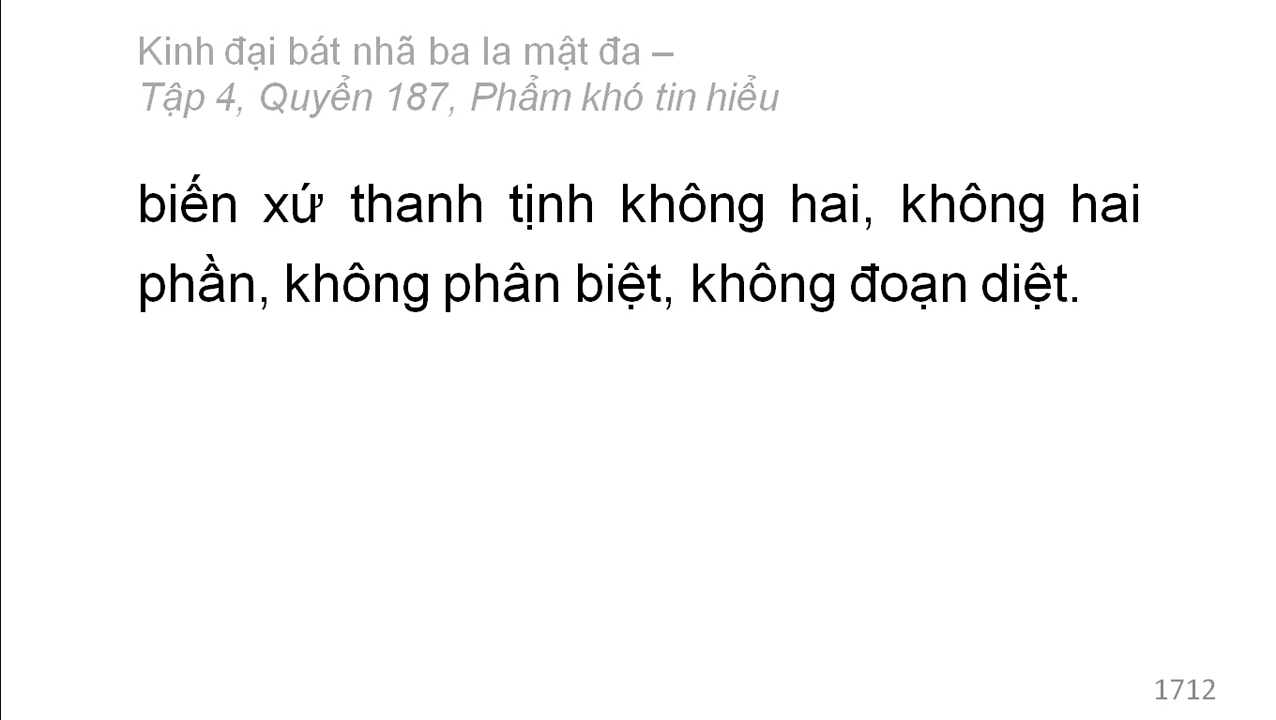 Kinh đại bát nhã ba la mật đa –
Tập 4, Quyển 187, Phẩm khó tin hiểu
biến xứ thanh tịnh không hai, không hai
phần, không phân biệt, không đoạn diệt.
1712